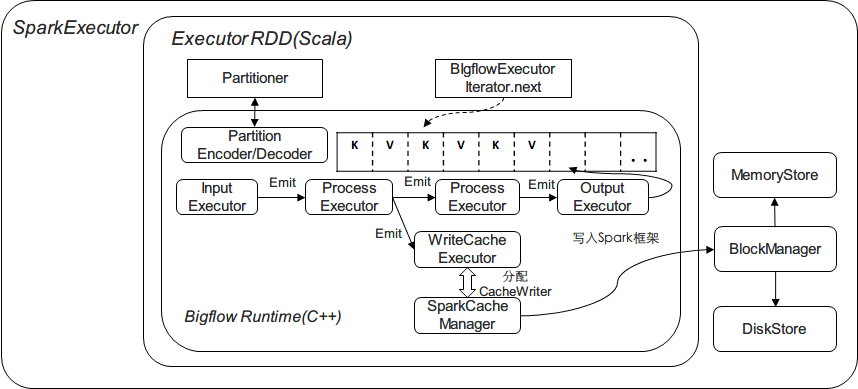 SparkExecutor
ExecutorRDD(Scala)
Partitioner
BIgflowExecutor
Iterator.next
Partition
Encoder/Decoder
K V K V K V ..
Input
Executor
Emit
Process
Executor
Emit
Process
Executor
Emit
Output
Executor
MemoryStore
Emit
WriteCache
Executor
写入Spark框架
BlockManager
分配
CacheWriter
SparkCache
Manager
Bigflow Runtime(C++)
DiskStore